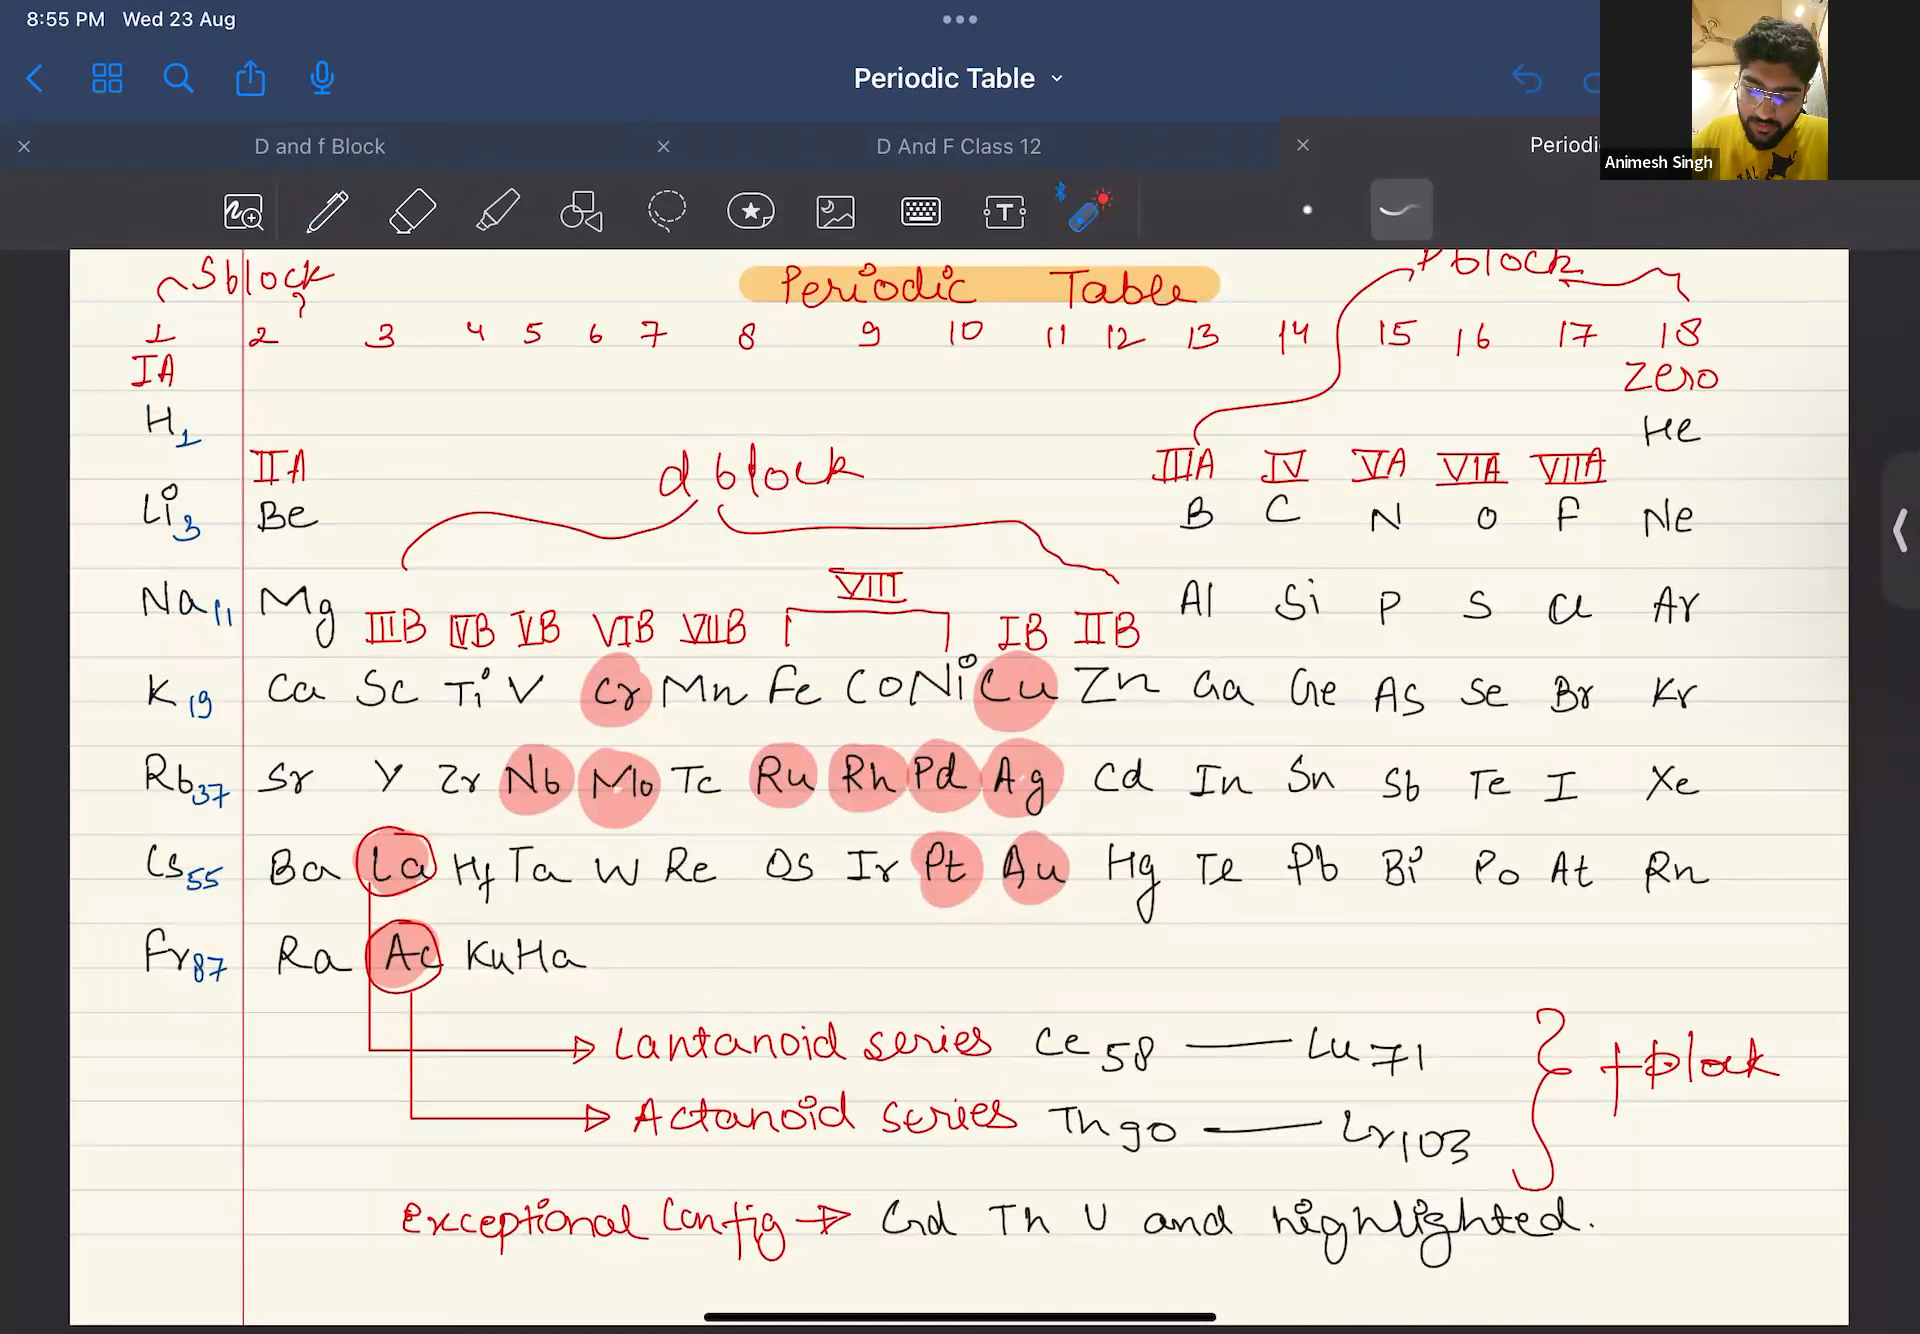 8:55 PM Wed 23 Aug
Periodic Table
D and f Block
D And F Class 12
Periodi
Animesh Singh
T
TAL
S block
Periodic Table
P block
1 2 3 4 5 6 7 8 9 10 11 12 13 14 15 16 17 18
IA Zero
H1 He
IIA d block IIIA IV VA VIA VIIA
Li3 Be B C N O F Ne
VIII
Na11 Mg Al Si P S Cl Ar
IIIB IVB VB VIB VIIB IB IIB
K19 Ca Sc Ti V Cr Mn Fe CO Ni Cu Zn Ga Ge As Se Br Kr
Rb37 Sr Y Zr Nb Mo Tc Ru Rh Pd Ag Cd In Sn Sb Te I Xe
Cs55 Ba La Hf Ta W Re Os Ir Pt Au Hg Te Pb Bi Po At Rn
Fr87 Ra Ac Ku Ha
Lantanoid series Ce58 — Lu71
f block
Actanoid series Th90 — Lr103
Exceptional Config → Gd Th U and highlighted.